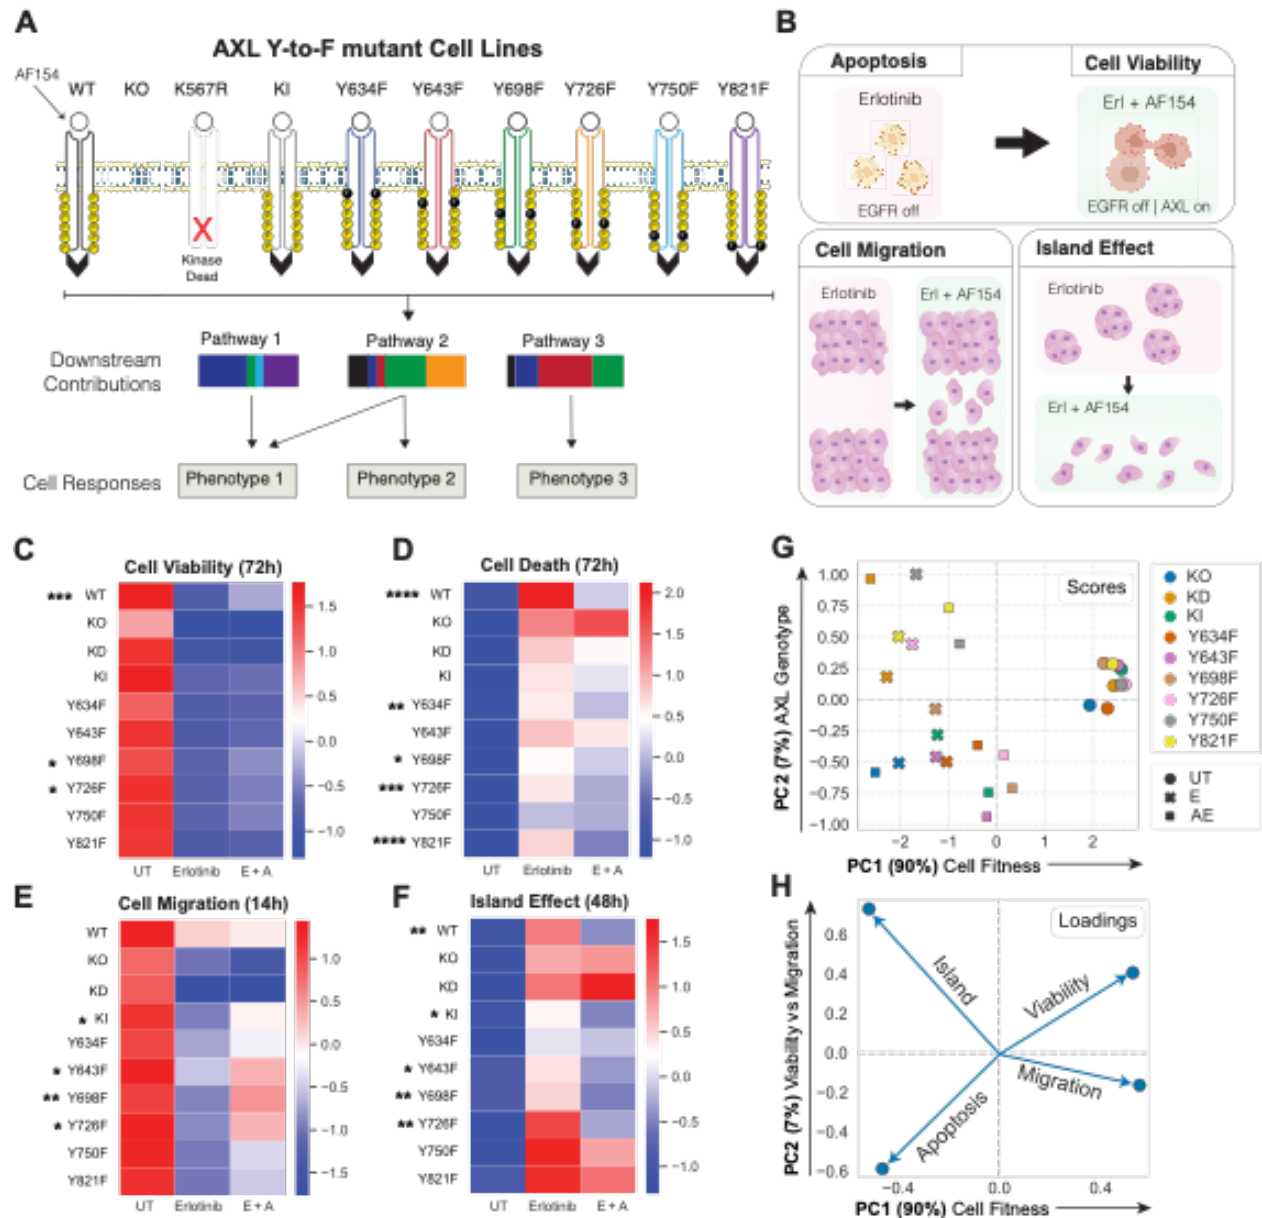 A
AXL Y-to-F mutant Cell Lines
AF154
WT KO K567R KI Y634F Y643F Y698F Y726F Y750F Y821F
X
Kinase
Dead
Pathway 1 Pathway 2 Pathway 3
Downstream
Contributions
Cell Responses
Phenotype 1 Phenotype 2 Phenotype 3
B
Apoptosis
Cell Viability
Erlotinib
Erl + AF154
EGFR off
EGFR off | AXL on
Cell Migration
Erlotinib
Erl + AF154
Island Effect
Erlotinib
Erl + AF154
C
Cell Viability (72h)
*** WT
KO
KD
KI
Y634F
Y643F
* Y698F
* Y726F
Y750F
Y821F
UT Erlotinib E + A
1.5
1.0
0.5
0.0
−0.5
−1.0
D
Cell Death (72h)
**** WT
KO
KD
KI
** Y634F
Y643F
* Y698F
*** Y726F
Y750F
**** Y821F
UT Erlotinib E + A
2.0
1.5
1.0
0.5
0.0
−0.5
−1.0
E
Cell Migration (14h)
WT
KO
KD
* KI
Y634F
* Y643F
** Y698F
* Y726F
Y750F
Y821F
UT Erlotinib E + A
1.0
0.5
0.0
−0.5
−1.0
−1.5
F
Island Effect (48h)
** WT
KO
KD
* KI
Y634F
* Y643F
** Y698F
** Y726F
Y750F
Y821F
UT Erlotinib E + A
1.5
1.0
0.5
0.0
−0.5
−1.0
G
PC2 (7%) AXL Genotype
1.00
0.75
0.50
0.25
0.00
−0.25
−0.50
−0.75
−1.00
Scores
−2 −1 0 1 2
PC1 (90%) Cell Fitness
KO
KD
KI
Y634F
Y643F
Y698F
Y726F
Y750F
Y821F
UT
E
AE
H
PC2 (7%) Viability vs Migration
0.6
0.4
0.2
0.0
−0.2
−0.4
−0.6
Loadings
Island
Viability
Migration
Apoptosis
−0.4 0.0 0.4
PC1 (90%) Cell Fitness